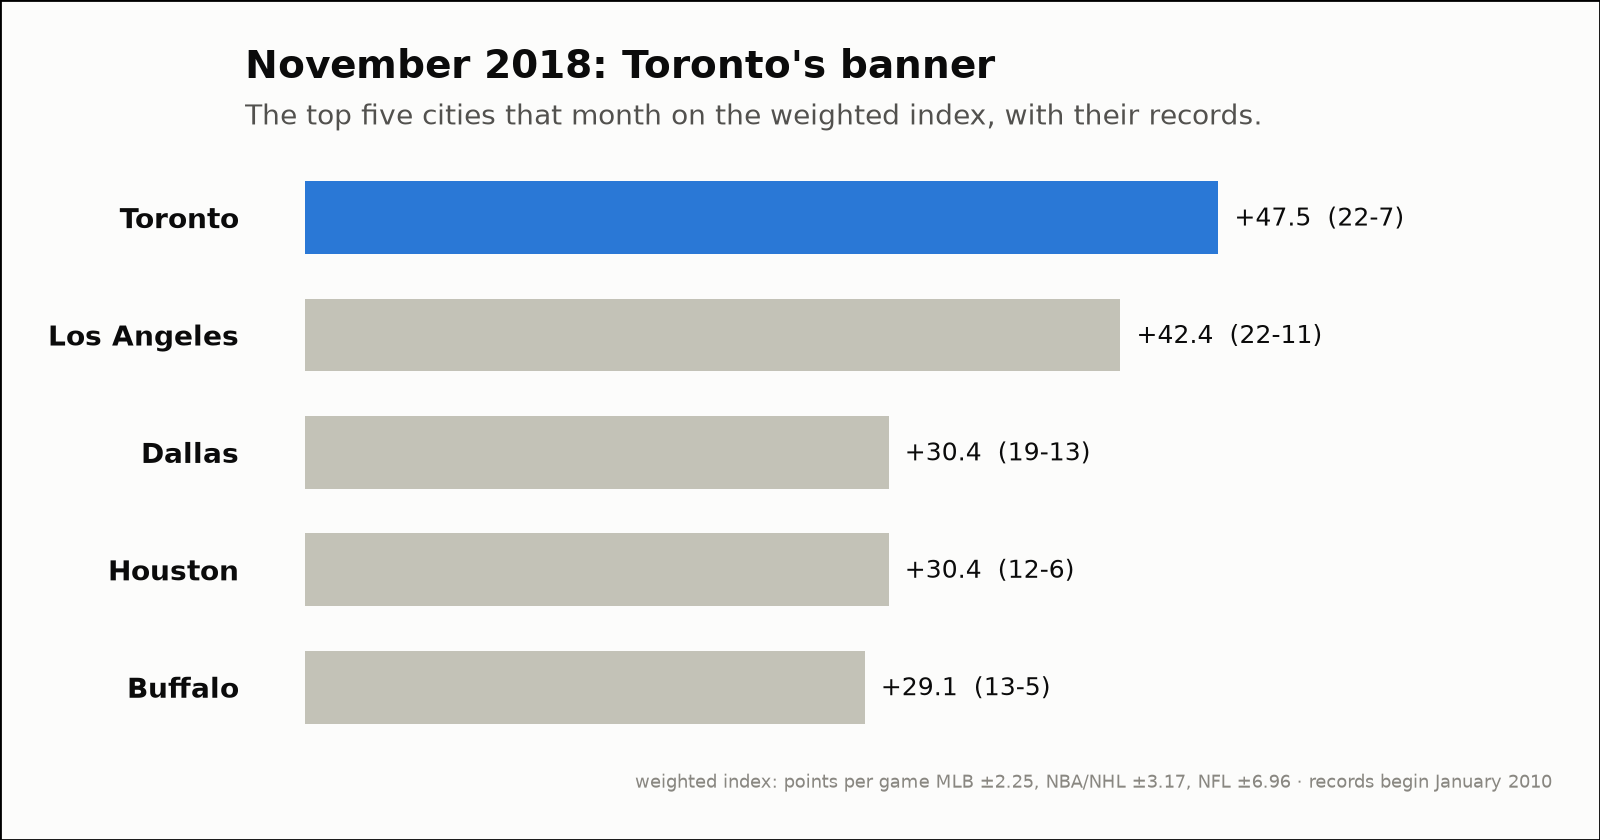 November 2018: Toronto's banner
The top five cities that month on the weighted index, with their records.
Toronto +47.5 (22-7)
Los Angeles +42.4 (22-11)
Dallas +30.4 (19-13)
Houston +30.4 (12-6)
Buffalo +29.1 (13-5)
weighted index: points per game MLB ±2.25, NBA/NHL ±3.17, NFL ±6.96 · records begin January 2010